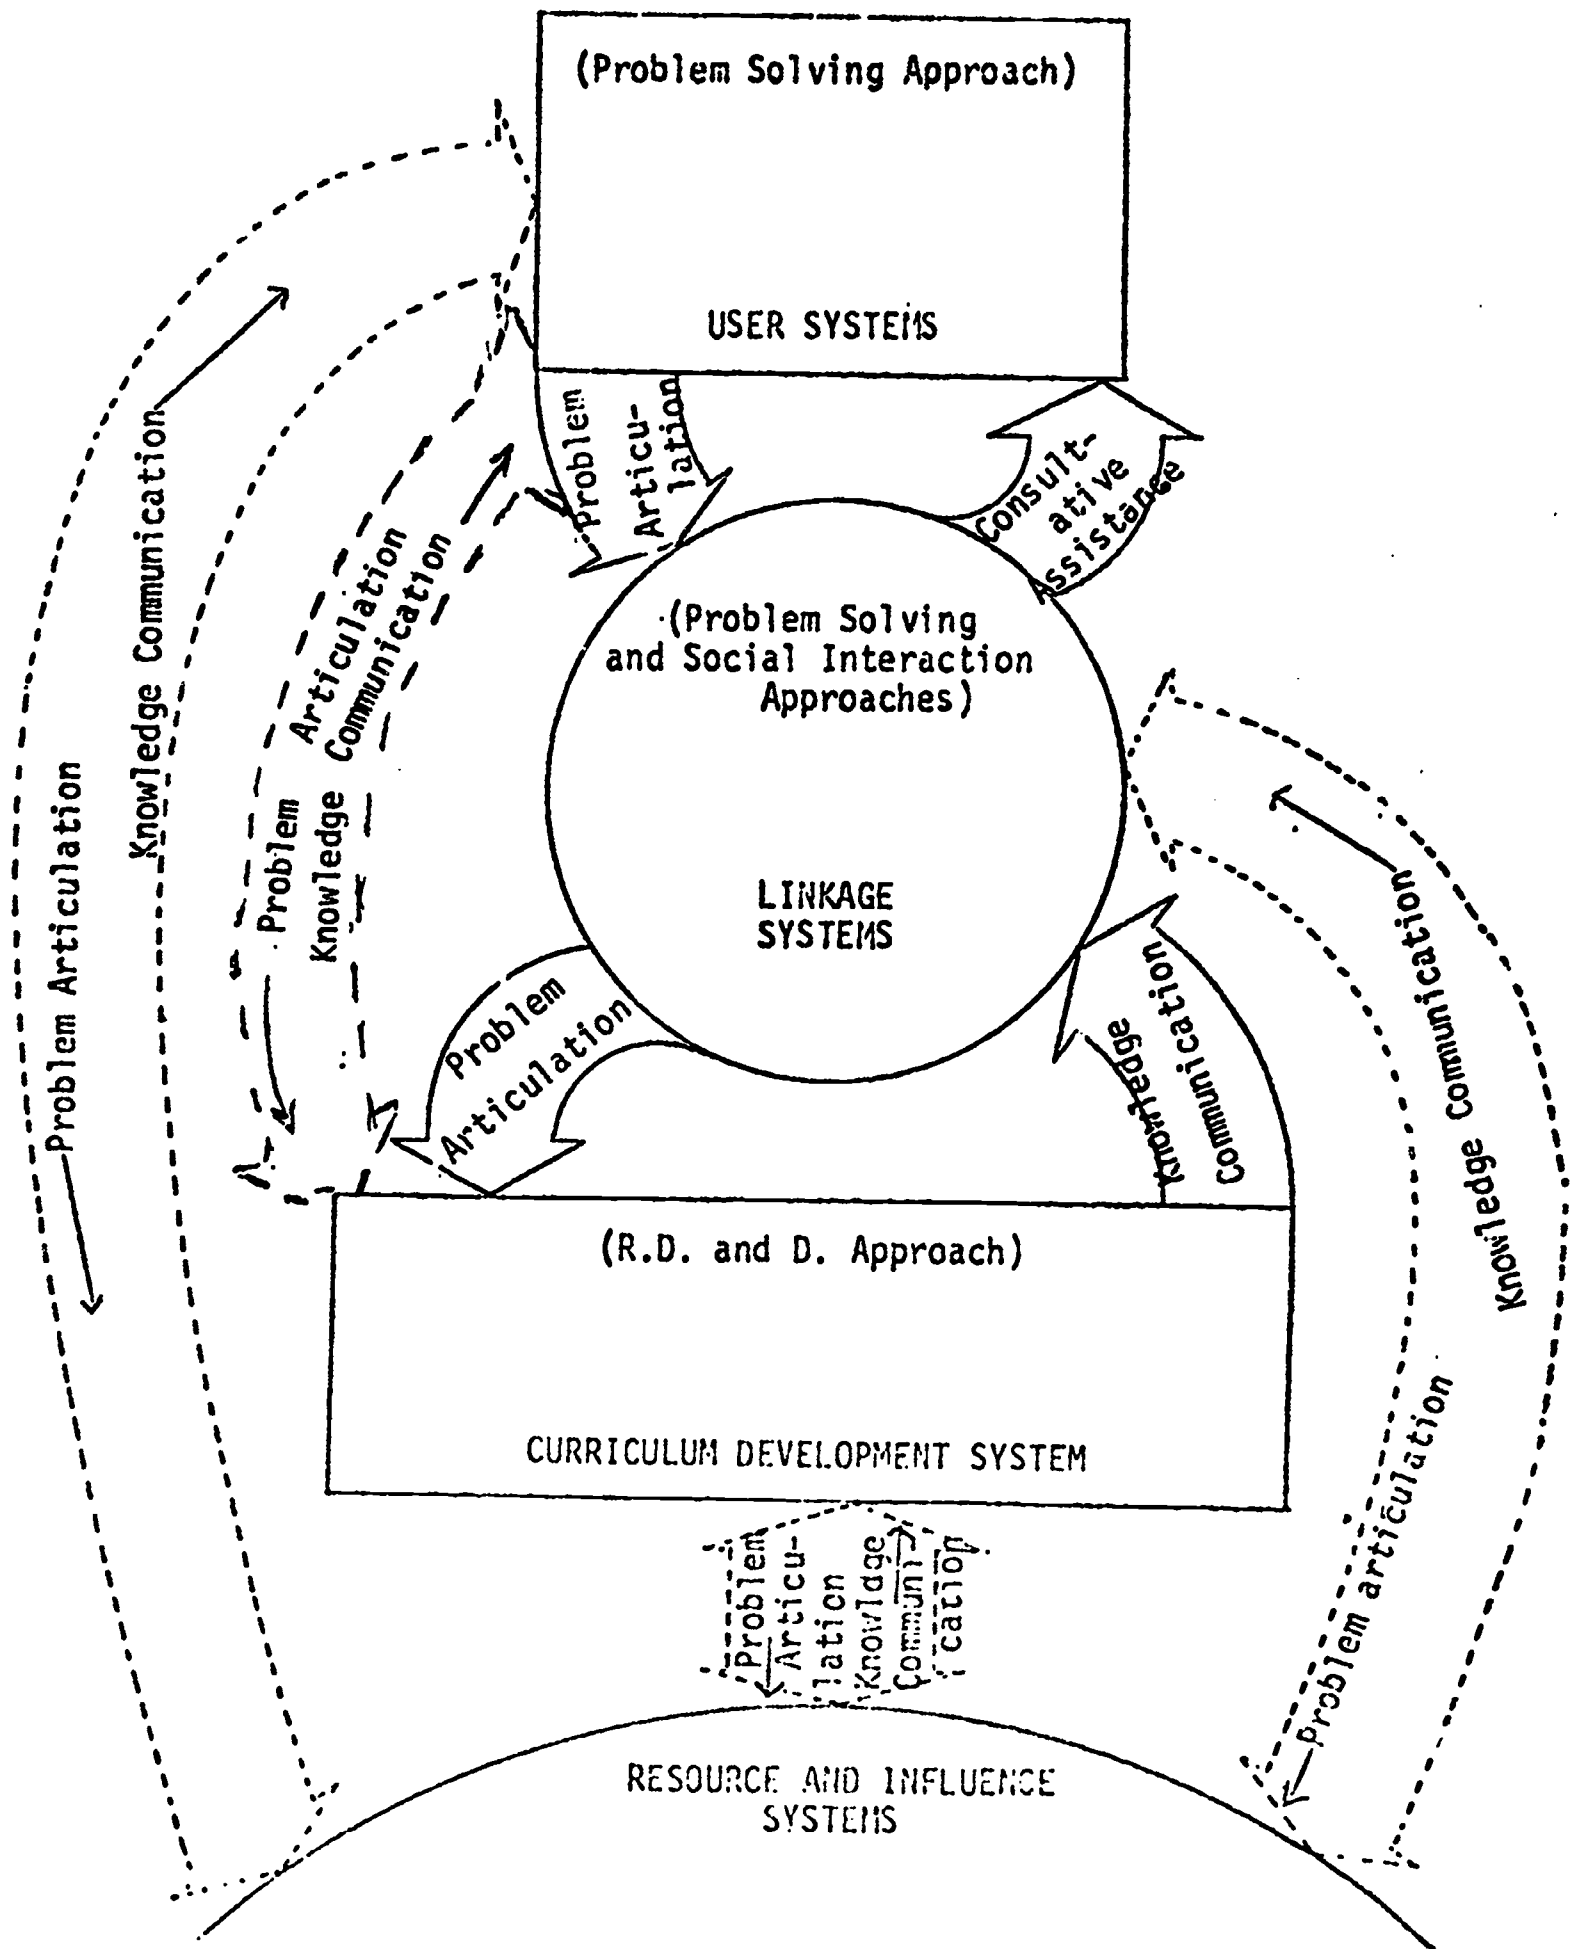 (Problem Solving Approach)
USER SYSTEMS
Problem
Articu-
lation
Consult-
ative
Assistance
Knowledge Communication
Problem Articulation
Problem Articulation
Knowledge Communication
(Problem Solving
and Social Interaction
Approaches)
LINKAGE
SYSTEMS
Problem
Articulation
Knowledge
Communication
Knowledge Communication
Problem articulation
(R.D. and D. Approach)
CURRICULUM DEVELOPMENT SYSTEM
Problem
Articu-
lation
Knowldge
Communi-
cation
RESOURCE AND INFLUENCE
SYSTEMS